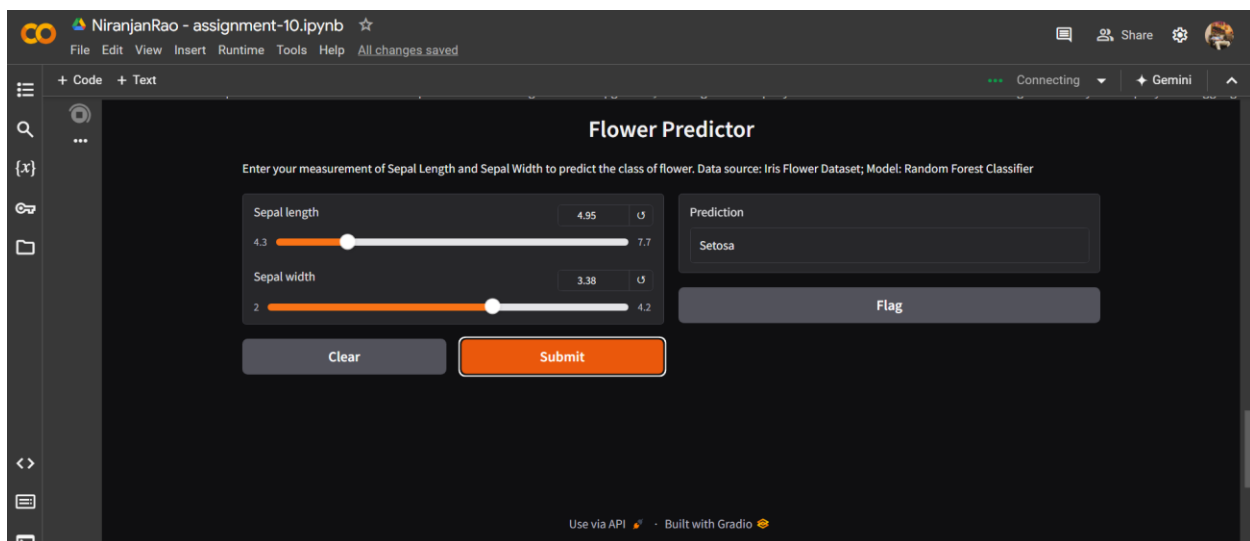 NiranjanRao - assignment-10.ipynb
File Edit View Insert Runtime Tools Help All changes saved
Share
+ Code + Text
Connecting
Gemini
{x}
Flower Predictor
Enter your measurement of Sepal Length and Sepal Width to predict the class of flower. Data source: Iris Flower Dataset; Model: Random Forest Classifier
Sepal length
4.95
4.3
7.7
Sepal width
3.38
2
4.2
Clear
Submit
Prediction
Setosa
Flag
Use via API · Built with Gradio